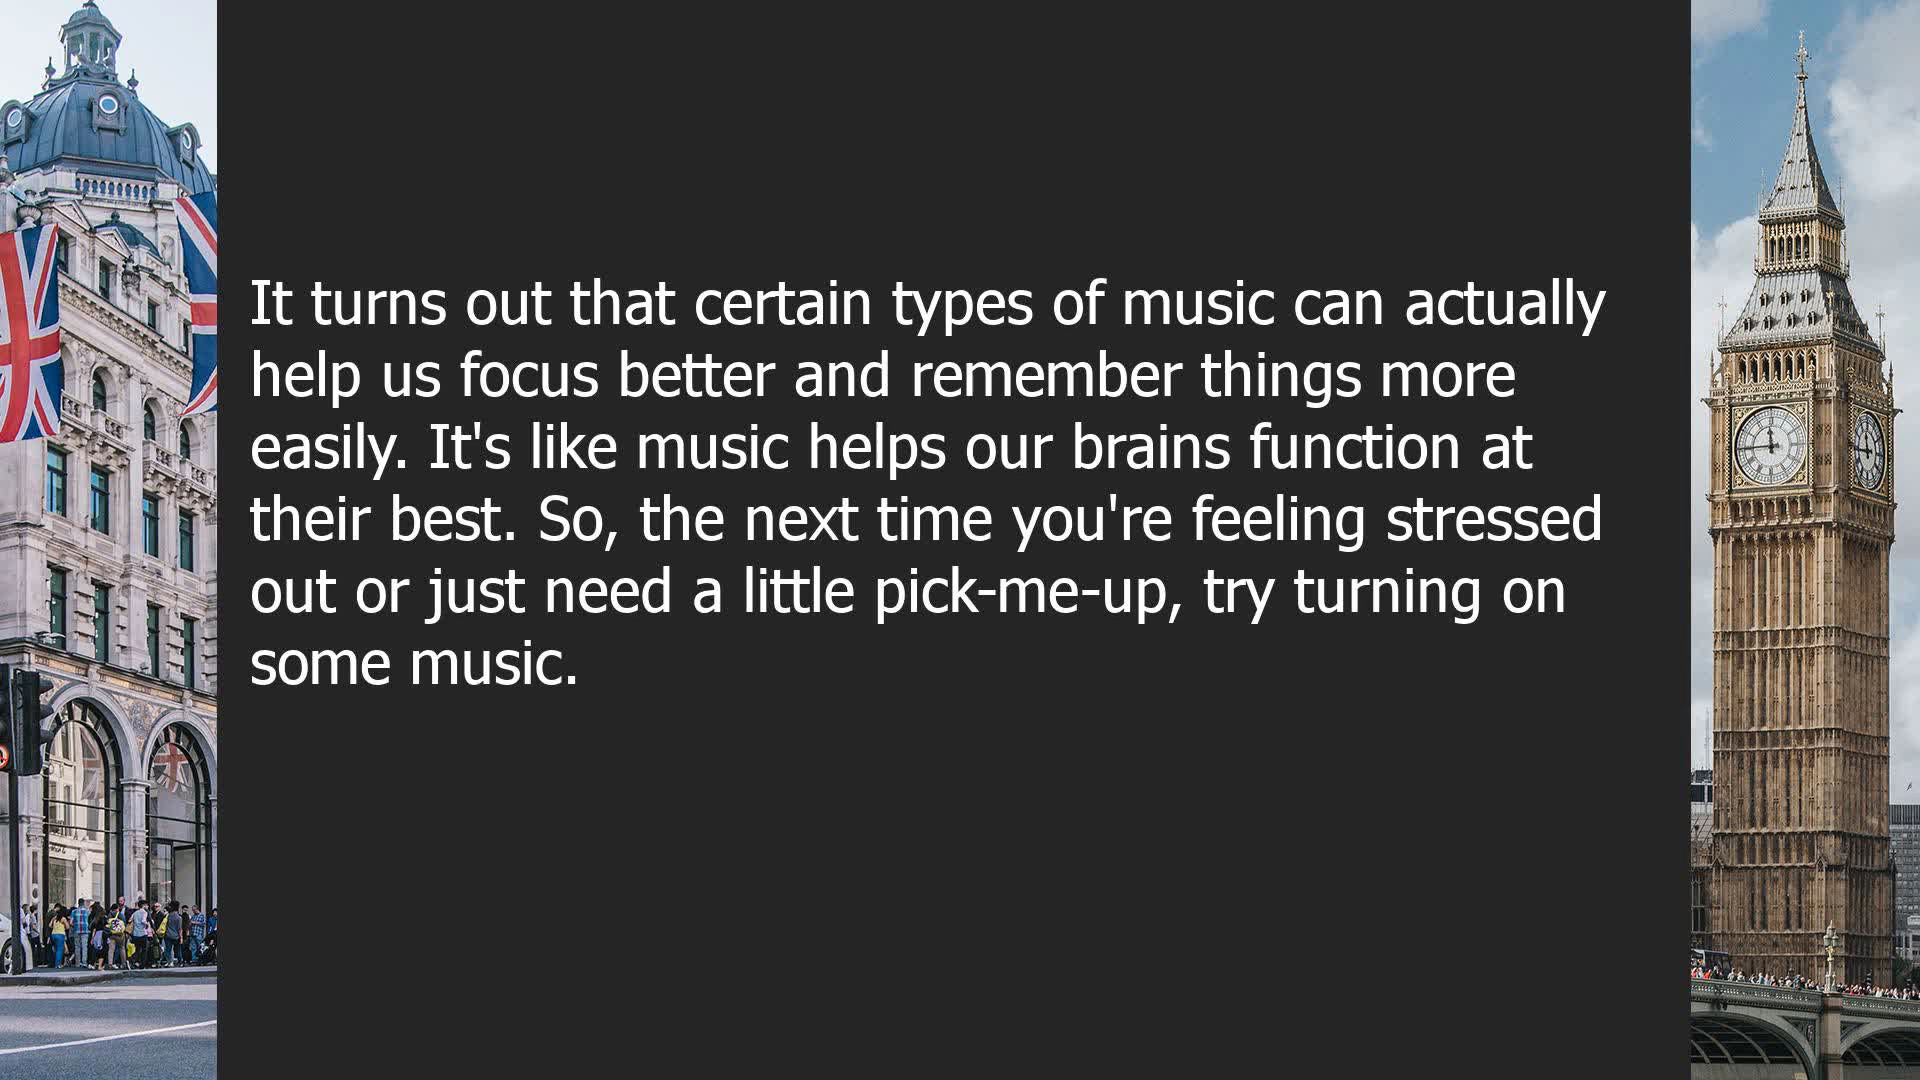 It turns out that certain types of music can actually
help us focus better and remember things more
easily. It's like music helps our brains function at
their best. So, the next time you're feeling stressed
out or just need a little pick-me-up, try turning on
some music.